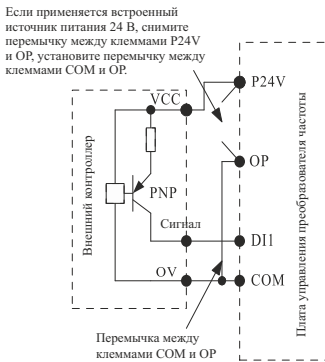 Если применяется встроенный
источник питания 24 В, снимите
перемычку между клеммами P24V
и OP, установите перемычку между
клеммами COM и OP.
VCC
P24V
OP
PNP
Сигнал
DI1
OV
COM
Внешний контроллер
Плата управления преобразователя частоты
Перемычка между
клеммами COM и OP